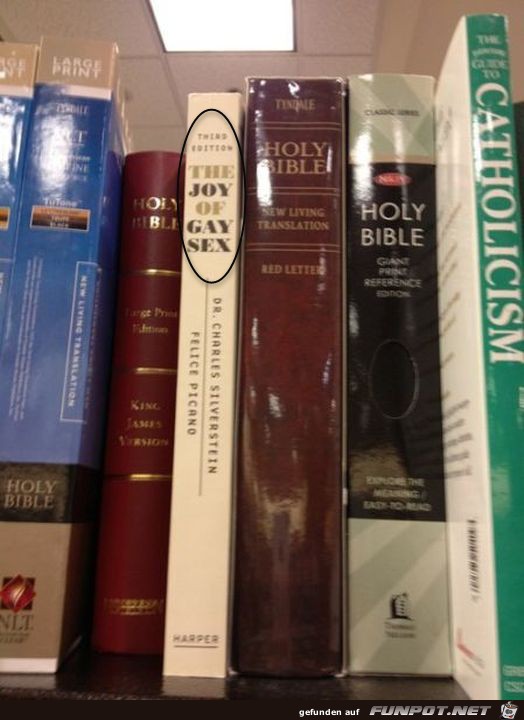 LARGE
PRINT
TYNDALE
TuTone
NEW LIVING TRANSLATION
HOLY
BIBLE
NLT
HOLY
BIBLE
Large Print
Edition
KING
JAMES
VERSION
THIRD
EDITION
THE
JOY
OF
GAY
SEX
DR. CHARLES SILVERSTEIN
FELICE PICANO
HARPER
TYNDALE
HOLY
BIBLE
NEW LIVING
TRANSLATION
RED LETTER
CLASSIC SERIES
NKJV
HOLY
BIBLE
GIANT
PRINT
REFERENCE
EDITION
EXPLORE THE
MEANING /
EASY-TO-READ
THOMAS
NELSON
THE
GUIDE TO
CATHOLICISM
gefunden auf FUNPOT.NET